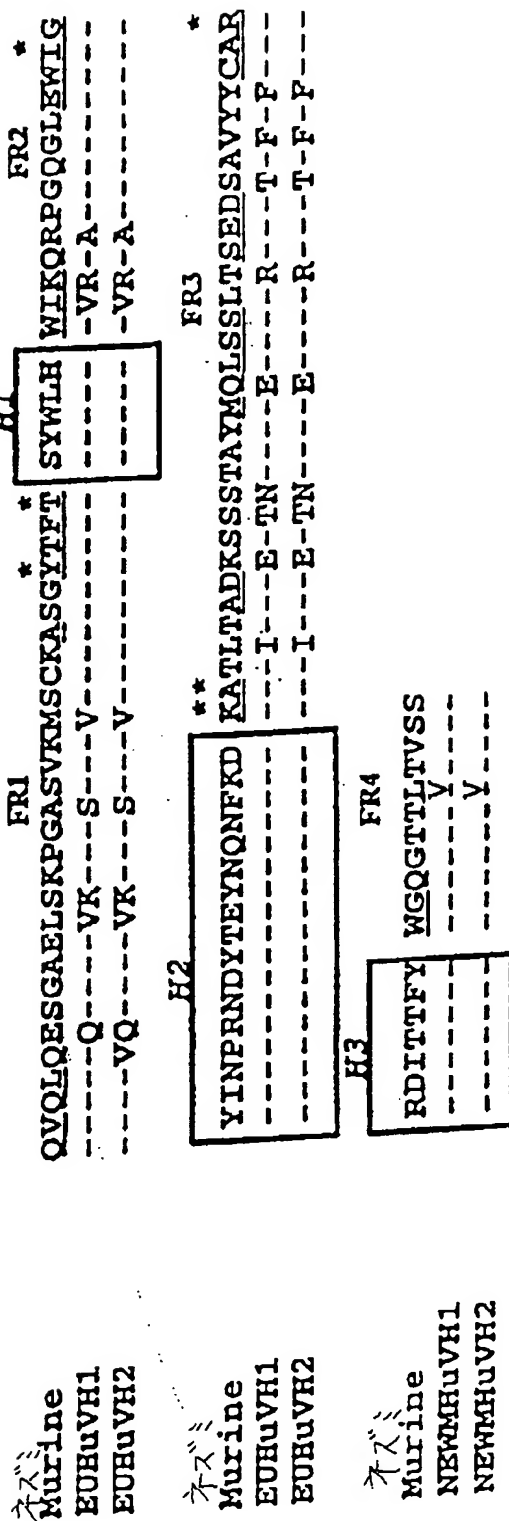 FR1 H1 FR2
* * *
ネズミ
Murine QVQLQESGAELSKPGASVKMSCKASGYTFT SYWLH WIKQRPGQGLEWIG
EUHuVH1 -----Q----VK---S---V---------- ----- -VR-A---------
EUHuVH2 ----VQ----VK---S---V---------- ----- -VR-A---------
H2 FR3
** *
ネズミ
Murine YINPRNDYTEYNQNFKD KATLTADKSSSTAYMQLSSLTSEDSAVYYCAR
EUHuVH1 ----------------- ---I---E-TN----E----R---T-F-F----
EUHuVH2 ----------------- ---I---E-TN----E----R---T-F-F----
H3 FR4
ネズミ
Murine RDITTFY WGQGTTLTVSS
NEWMHuVH1 ------- ------V----
NEWMHuVH2 ------- ------V----